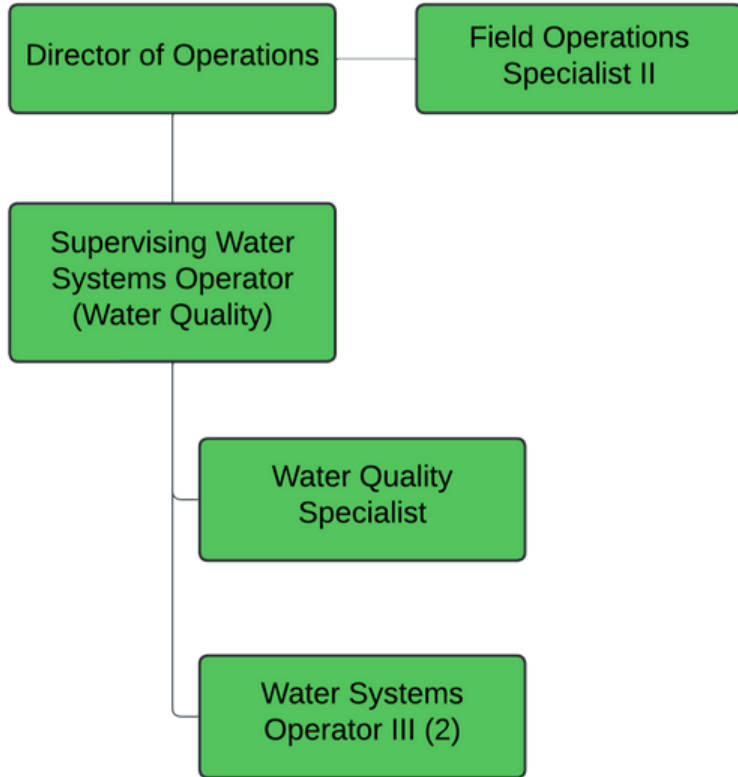 Director of Operations
Field Operations
Specialist II
Supervising Water
Systems Operator
(Water Quality)
Water Quality
Specialist
Water Systems
Operator III (2)